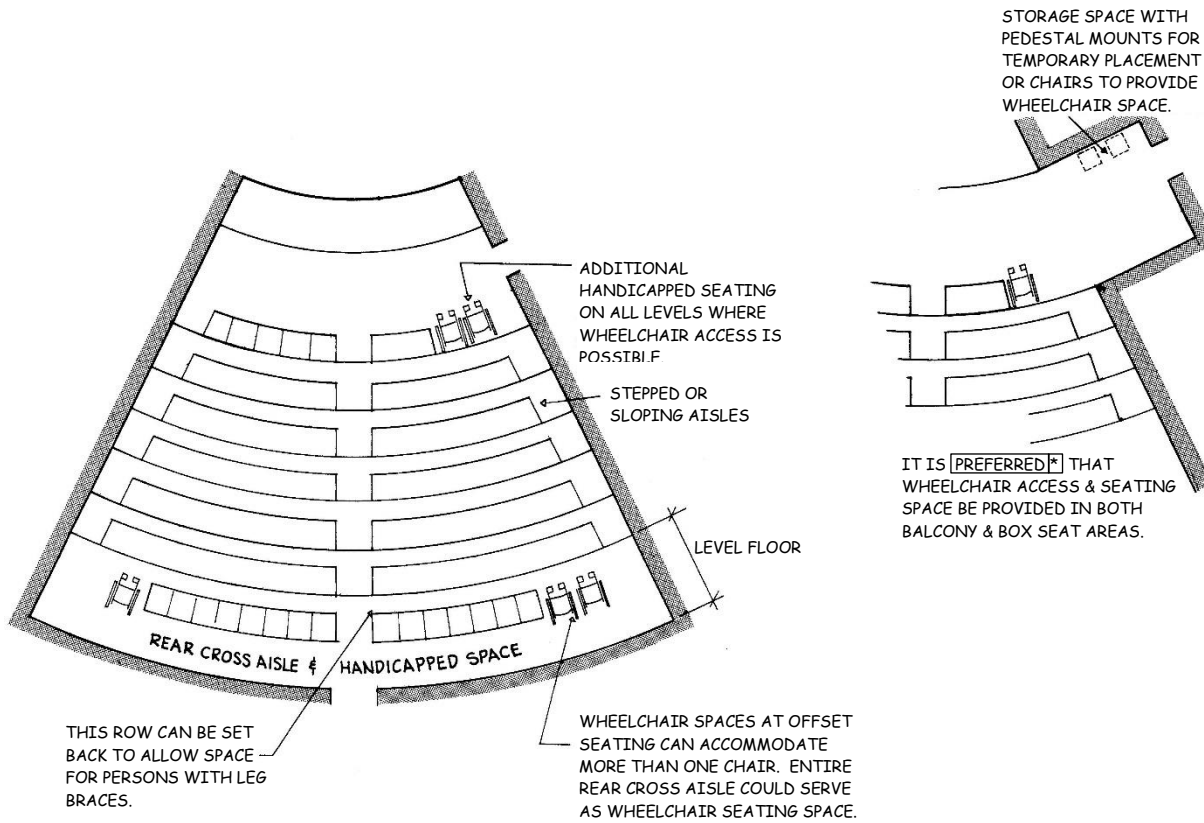 STORAGE SPACE WITH
PEDESTAL MOUNTS FOR
TEMPORARY PLACEMENT
OR CHAIRS TO PROVIDE
WHEELCHAIR SPACE.
ADDITIONAL
HANDICAPPED SEATING
ON ALL LEVELS WHERE
WHEELCHAIR ACCESS IS
POSSIBLE
STEPPED OR
SLOPING AISLES
IT IS PREFERRED* THAT
WHEELCHAIR ACCESS & SEATING
SPACE BE PROVIDED IN BOTH
BALCONY & BOX SEAT AREAS.
LEVEL FLOOR
REAR CROSS AISLE & HANDICAPPED SPACE
THIS ROW CAN BE SET
BACK TO ALLOW SPACE
FOR PERSONS WITH LEG
BRACES.
WHEELCHAIR SPACES AT OFFSET
SEATING CAN ACCOMMODATE
MORE THAN ONE CHAIR. ENTIRE
REAR CROSS AISLE COULD SERVE
AS WHEELCHAIR SEATING SPACE.